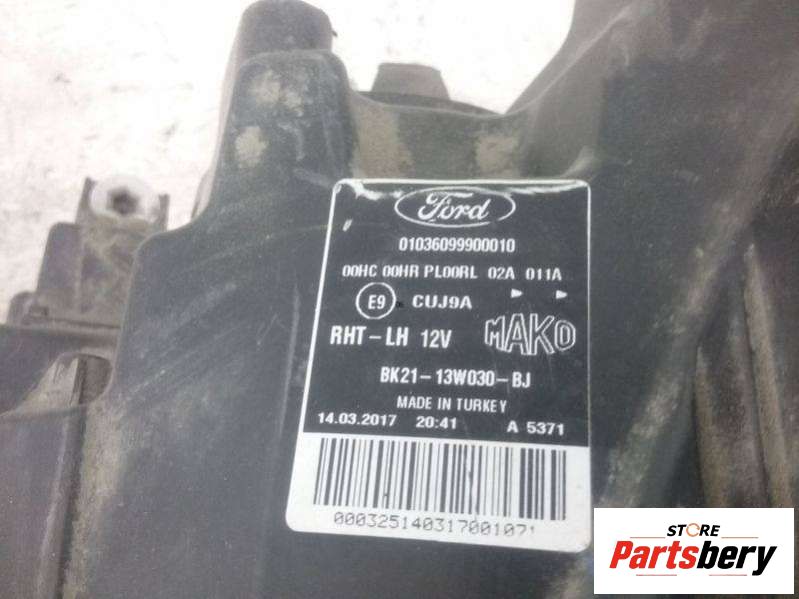 Ford
01036099900010
00HC 00HR PL00RL 02A 011A
E9 CUJ9A
RHT-LH 12V MAKO
BK21-13W030-BJ
MADE IN TURKEY
14.03.2017 20:41 A 5371
000325140317001071
STORE
Partsbery